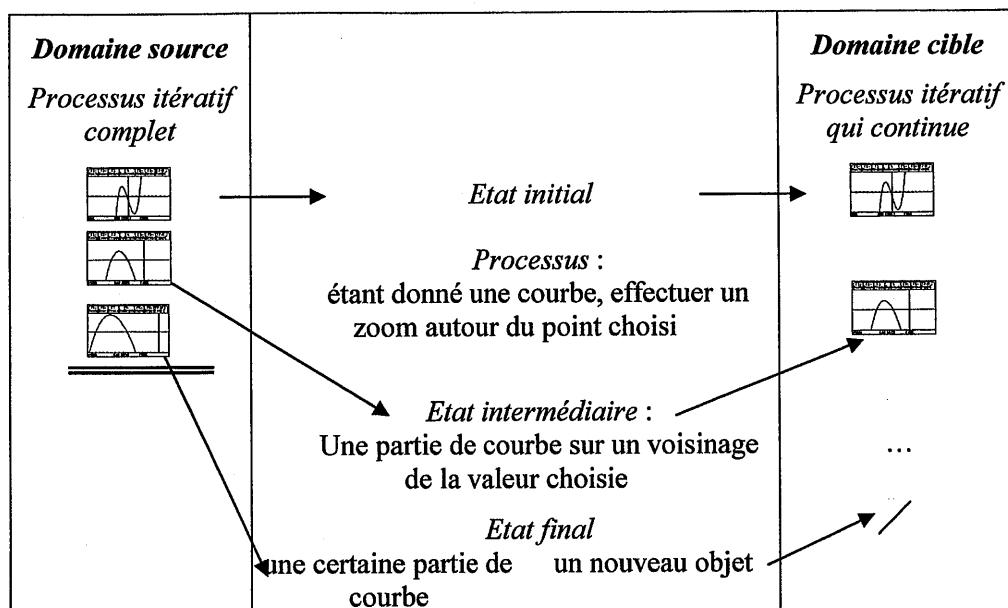 Domaine source
Processus itératif
complet
Etat initial
Processus :
étant donné une courbe, effectuer un
zoom autour du point choisi
Etat intermédiaire :
Une partie de courbe sur un voisinage
de la valeur choisie
Etat final
une certaine partie de
courbe
un nouveau objet
Domaine cible
Processus itératif
qui continue
...